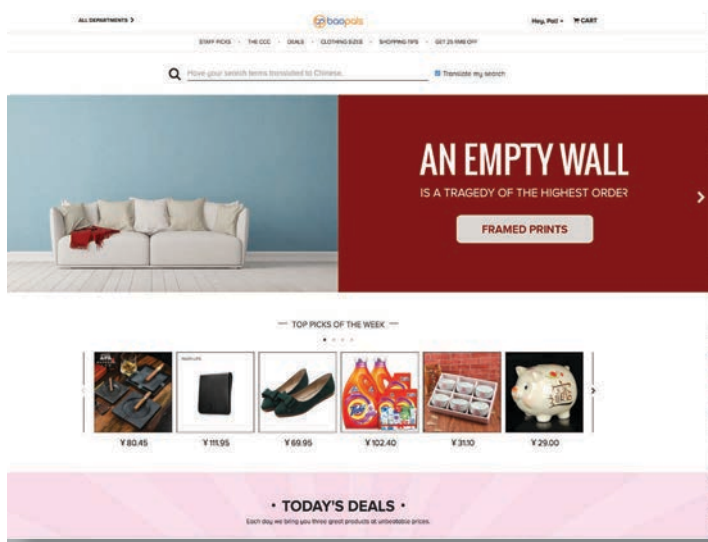 ALL DEPARTMENTS >
baopals
Hey, Pat!
CART
STAFF PICKS · THE CCC · DEALS · CLOTHING SIZES · SHOPPING TIPS · GET 25 RMB OFF
Have your search terms translated to Chinese.
Translate my search
AN EMPTY WALL
IS A TRAGEDY OF THE HIGHEST ORDER
FRAMED PRINTS
TOP PICKS OF THE WEEK
Tide
¥ 80.45
¥ 111.95
¥ 69.95
¥ 102.40
¥ 31.10
¥ 29.00
• TODAY'S DEALS •
Each day we bring you three great products at unbeatable prices.